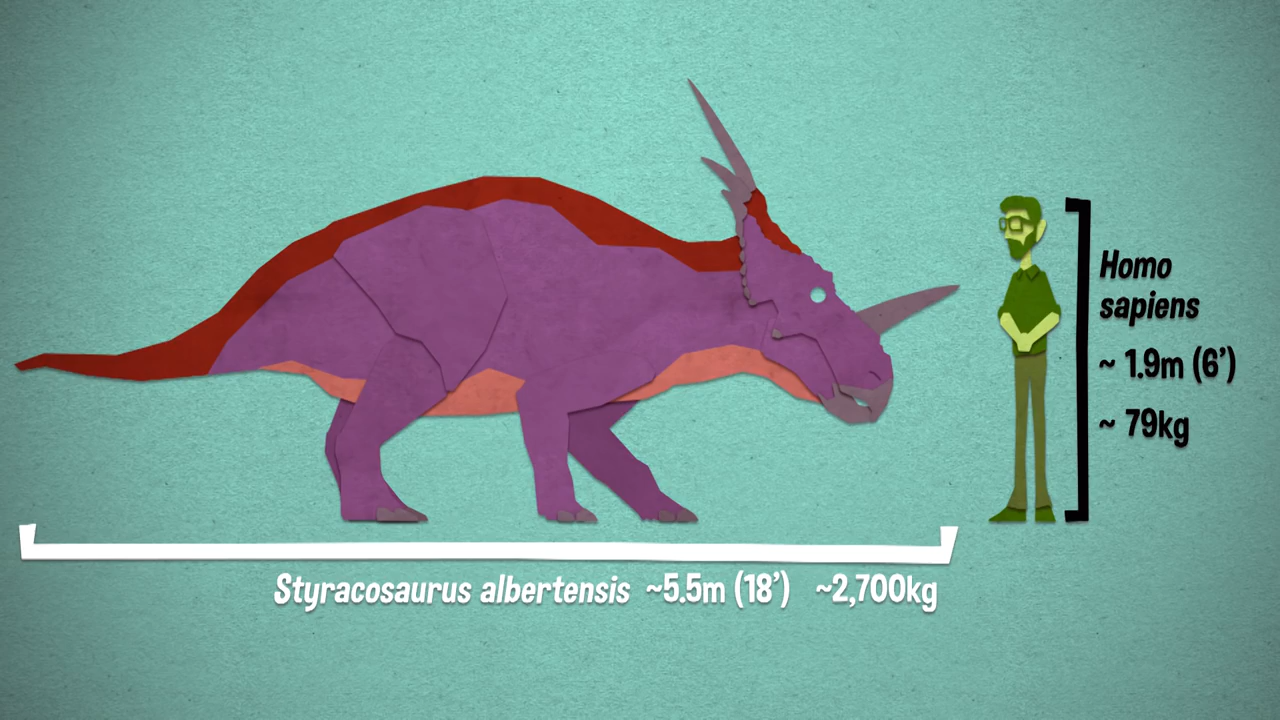 Homo
sapiens
~ 1.9m (6’)
~ 79kg
Styracosaurus albertensis ~5.5m (18’) ~2,700kg